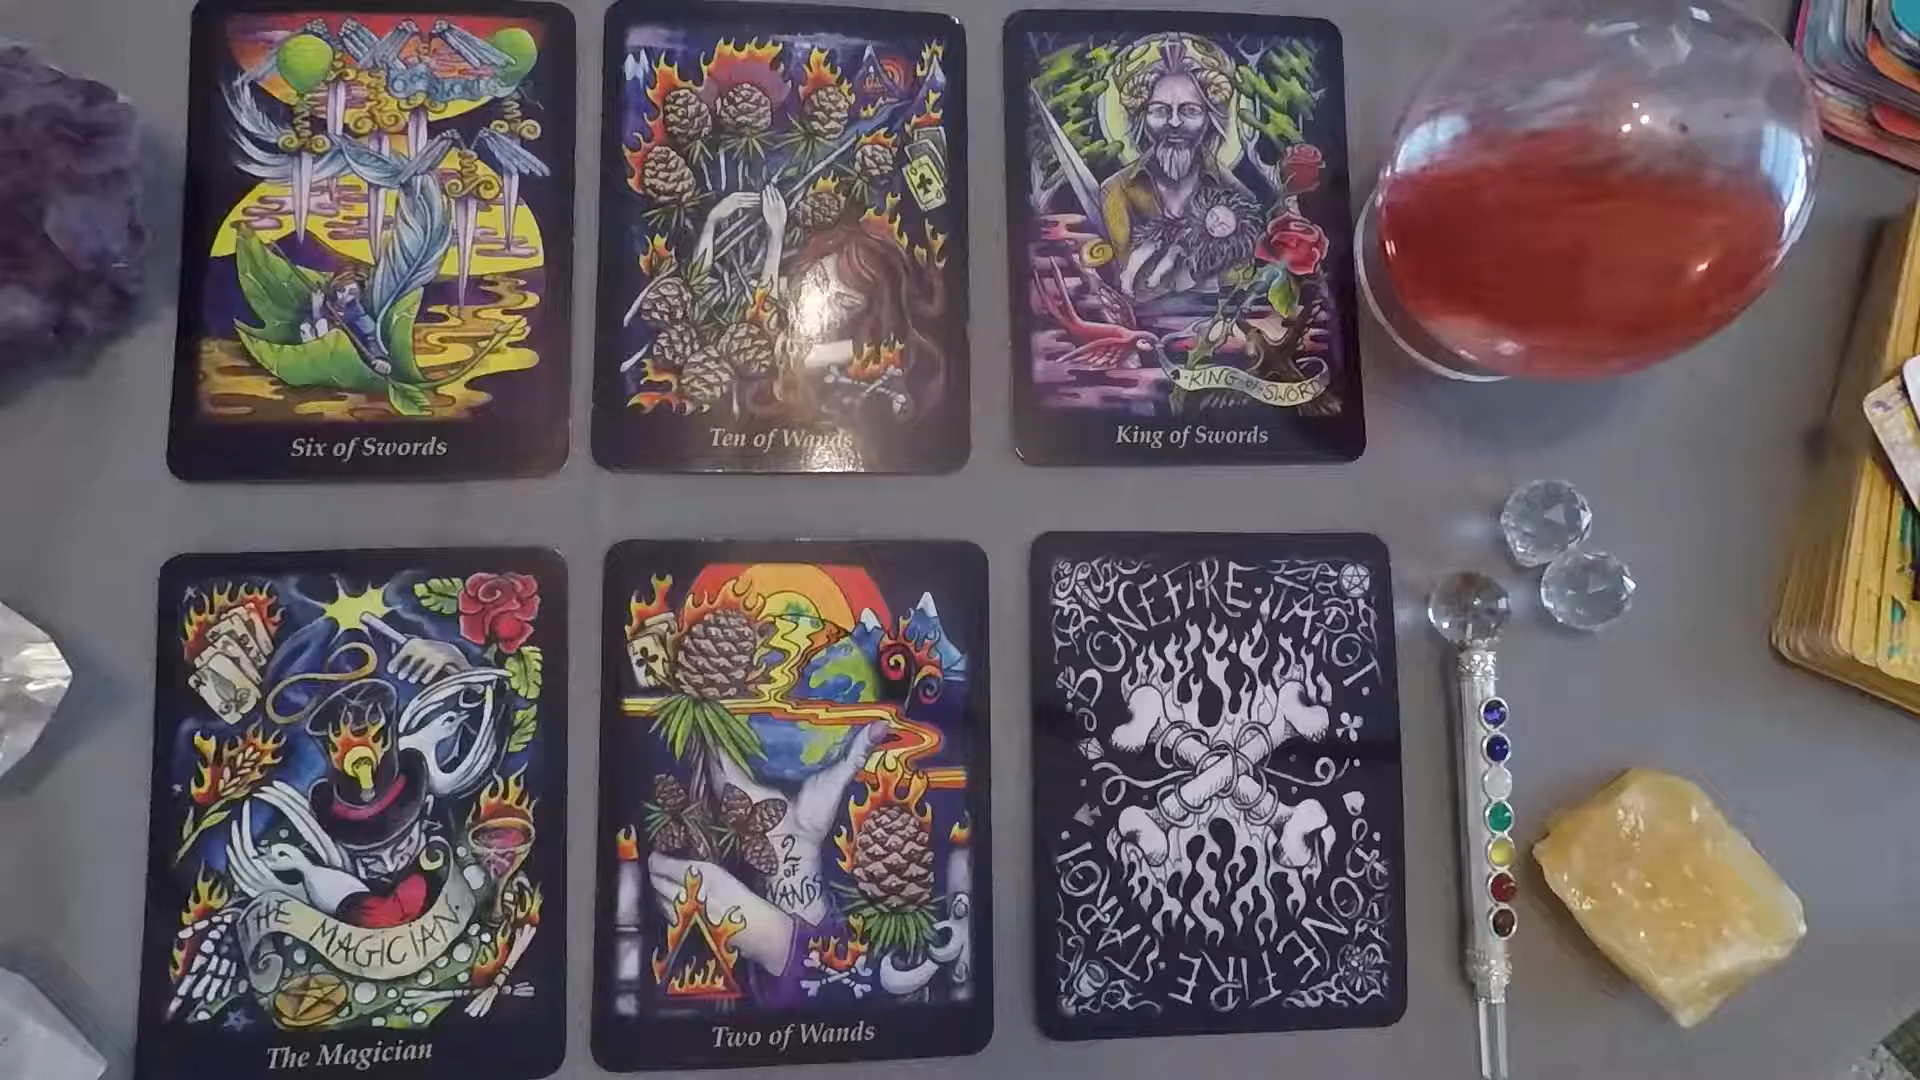 Six of Swords
Ten of Wands
KING OF SWORD
King of Swords
THE MAGICIAN
The Magician
2
OF
WANDS
Two of Wands
BONEFIRE TAROT
BONEFIRE TAROT